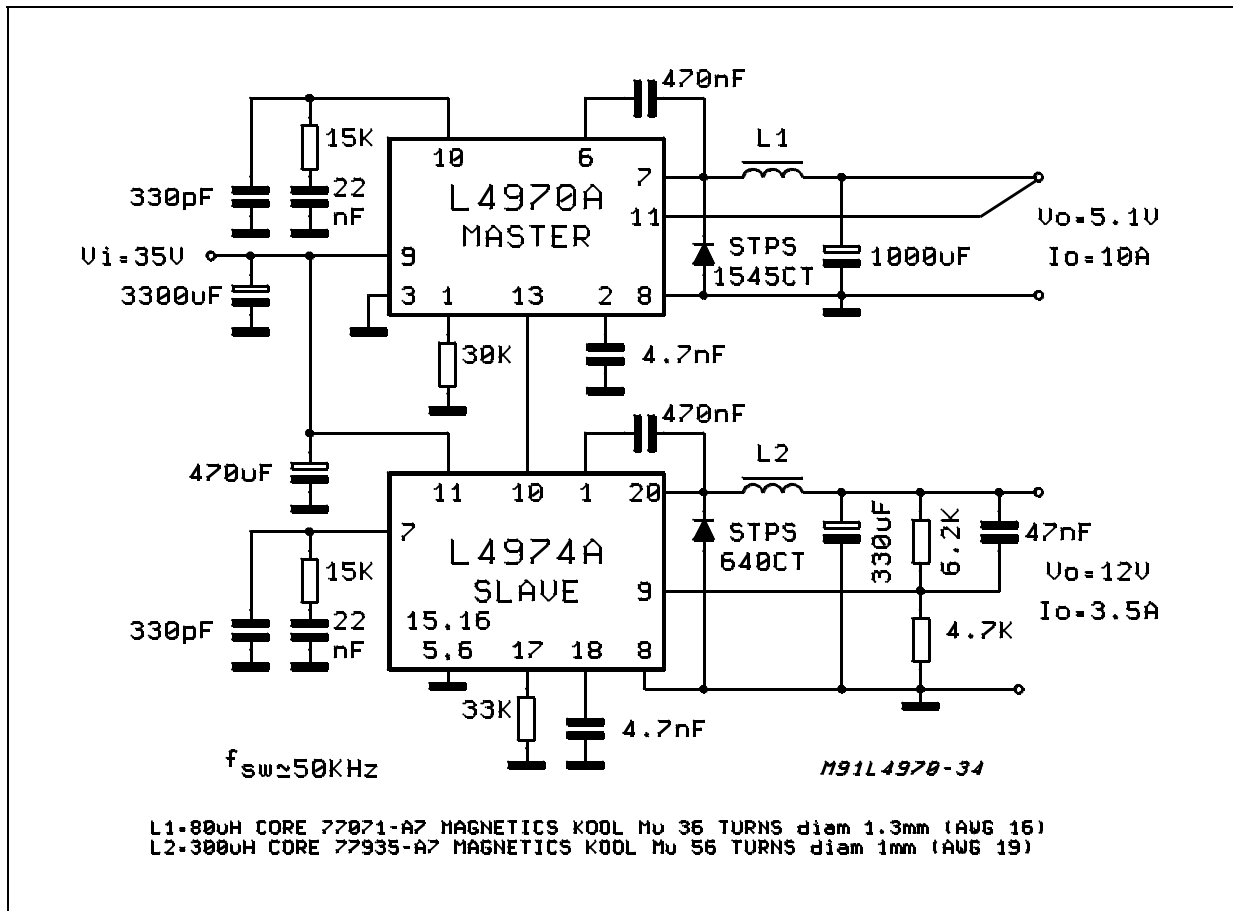 470nF
15K
10
6
L1
330pF
22
nF
L4970A
MASTER
7
11
Vo=5.1V
Vi=35V
9
STPS
1545CT
1000uF
Io=10A
3300uF
3
1
13
2
8
30K
4.7nF
470nF
470uF
11
10
1
20
L2
7
L4974A
SLAVE
STPS
640CT
330uF
6.2K
47nF
15K
9
Vo=12V
Io=3.5A
330pF
22
nF
15.16
5.6
17
18
8
4.7K
33K
4.7nF
fsw≃50KHz
M91L4970-34
L1=80uH CORE 77071-A7 MAGNETICS KOOL Mu 36 TURNS diam 1.3mm (AWG 16)
L2=300uH CORE 77935-A7 MAGNETICS KOOL Mu 56 TURNS diam 1mm (AWG 19)